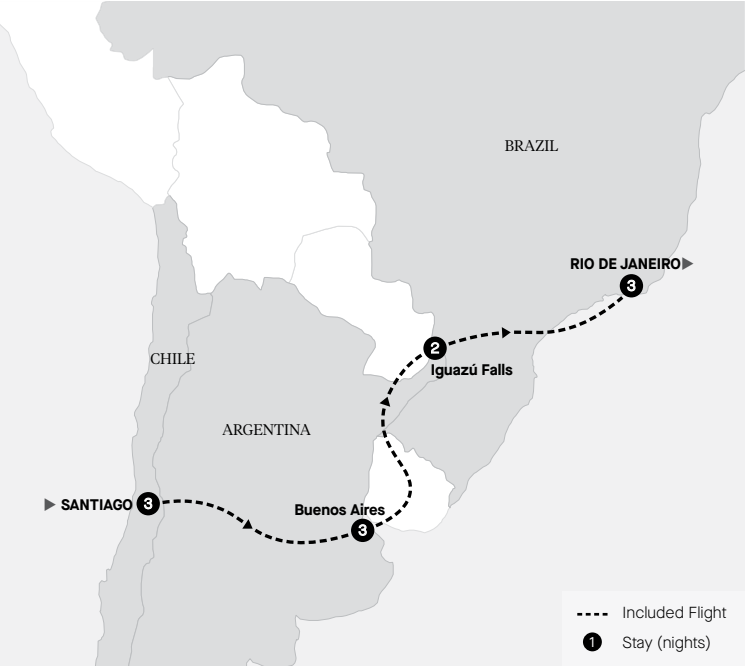 BRAZIL
RIO DE JANEIRO
3
2
Iguazú Falls
CHILE
ARGENTINA
SANTIAGO 3
Buenos Aires
3
Included Flight
1 Stay (nights)